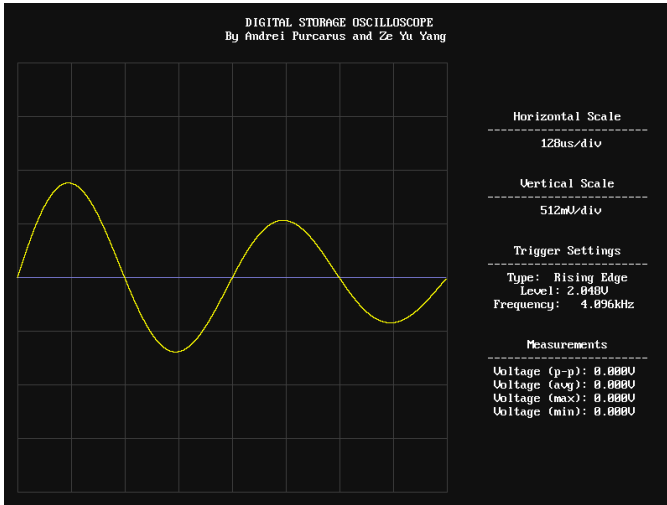 DIGITAL STORAGE OSCILLOSCOPE
By Andrei Purcarus and Ze Yu Yang
Horizontal Scale
128us/div
Vertical Scale
512mV/div
Trigger Settings
Type: Rising Edge
Level: 2.048V
Frequency: 4.096kHz
Measurements
Voltage (p-p): 0.000V
Voltage (avg): 0.000V
Voltage (max): 0.000V
Voltage (min): 0.000V